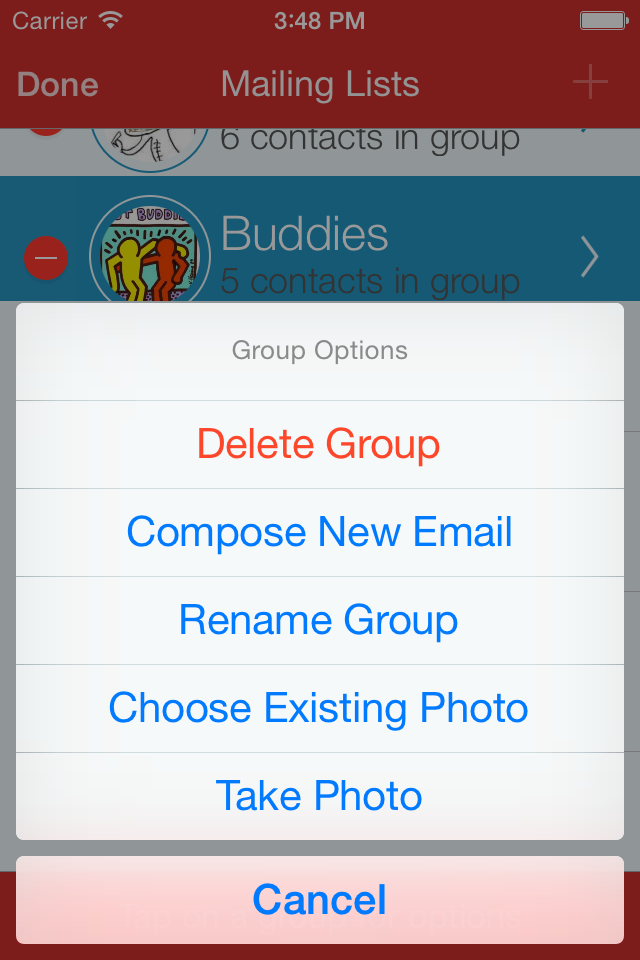 Carrier 3:48 PM
Done Mailing Lists
6 contacts in group
Buddies
5 contacts in group
Group Options
Delete Group
Compose New Email
Rename Group
Choose Existing Photo
Take Photo
Cancel